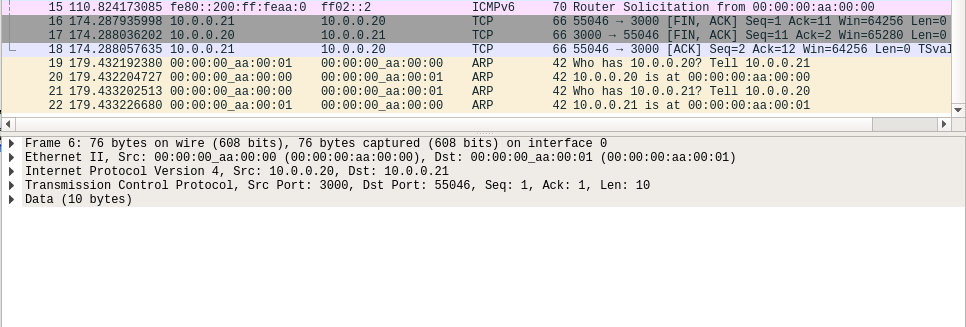 15 110.824173085 fe80::200:ff:feaa:0 ff02::2 ICMPv6 70 Router Solicitation from 00:00:00:aa:00:00
16 174.287935998 10.0.0.21 10.0.0.20 TCP 66 55046 → 3000 [FIN, ACK] Seq=1 Ack=11 Win=64256 Len=0
17 174.288036202 10.0.0.20 10.0.0.21 TCP 66 3000 → 55046 [FIN, ACK] Seq=11 Ack=2 Win=65280 Len=0
18 174.288057635 10.0.0.21 10.0.0.20 TCP 66 55046 → 3000 [ACK] Seq=2 Ack=12 Win=64256 Len=0 TSval
19 179.432192380 00:00:00_aa:00:01 00:00:00_aa:00:00 ARP 42 Who has 10.0.0.20? Tell 10.0.0.21
20 179.432204727 00:00:00_aa:00:00 00:00:00_aa:00:01 ARP 42 10.0.0.20 is at 00:00:00:aa:00:00
21 179.433202513 00:00:00_aa:00:00 00:00:00_aa:00:01 ARP 42 Who has 10.0.0.21? Tell 10.0.0.20
22 179.433226680 00:00:00_aa:00:01 00:00:00_aa:00:00 ARP 42 10.0.0.21 is at 00:00:00:aa:00:01
Frame 6: 76 bytes on wire (608 bits), 76 bytes captured (608 bits) on interface 0
Ethernet II, Src: 00:00:00_aa:00:00 (00:00:00:aa:00:00), Dst: 00:00:00_aa:00:01 (00:00:00:aa:00:01)
Internet Protocol Version 4, Src: 10.0.0.20, Dst: 10.0.0.21
Transmission Control Protocol, Src Port: 3000, Dst Port: 55046, Seq: 1, Ack: 1, Len: 10
Data (10 bytes)